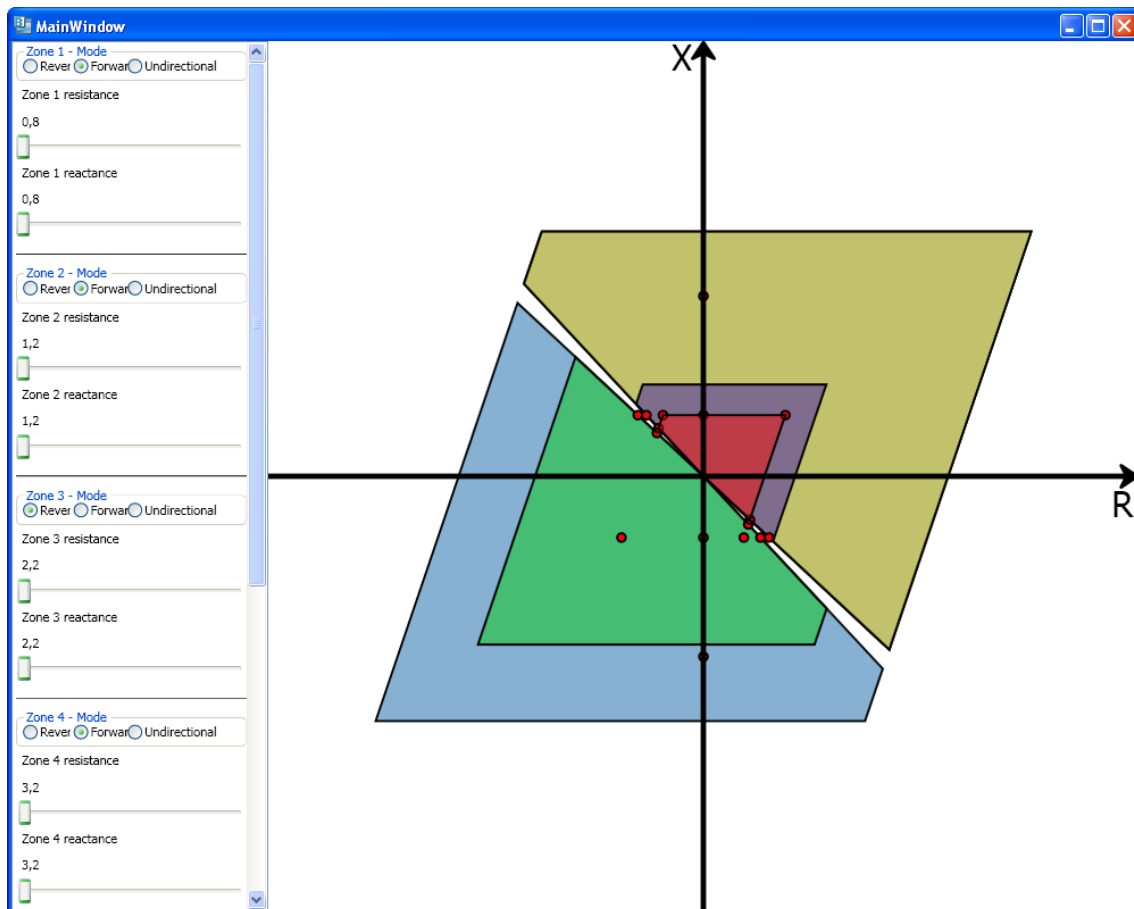 MainWindow
Zone 1 - Mode
Rever Forwar Undirectional
Zone 1 resistance
0,8
Zone 1 reactance
0,8
Zone 2 - Mode
Rever Forwar Undirectional
Zone 2 resistance
1,2
Zone 2 reactance
1,2
Zone 3 - Mode
Rever Forwar Undirectional
Zone 3 resistance
2,2
Zone 3 reactance
2,2
Zone 4 - Mode
Rever Forwar Undirectional
Zone 4 resistance
3,2
Zone 4 reactance
3,2
X
R